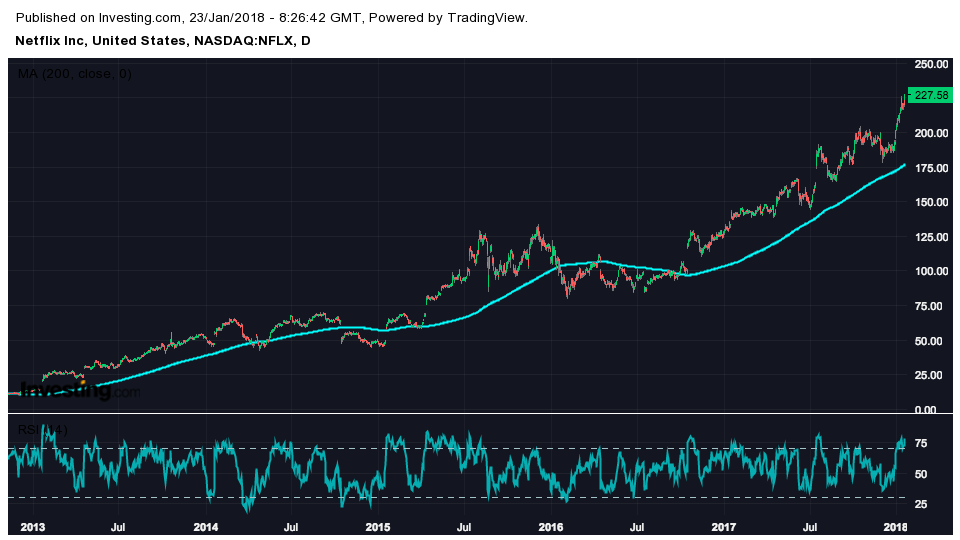 Published on Investing.com, 23/Jan/2018 - 8:26:42 GMT, Powered by TradingView.
Netflix Inc, United States, NASDAQ:NFLX, D
MA (200, close, 0)
250.00
227.58
200.00
175.00
150.00
125.00
100.00
75.00
50.00
25.00
0.00
Investing.com
RSI (14)
75
50
25
2013 Jul 2014 Jul 2015 Jul 2016 Jul 2017 Jul 2018